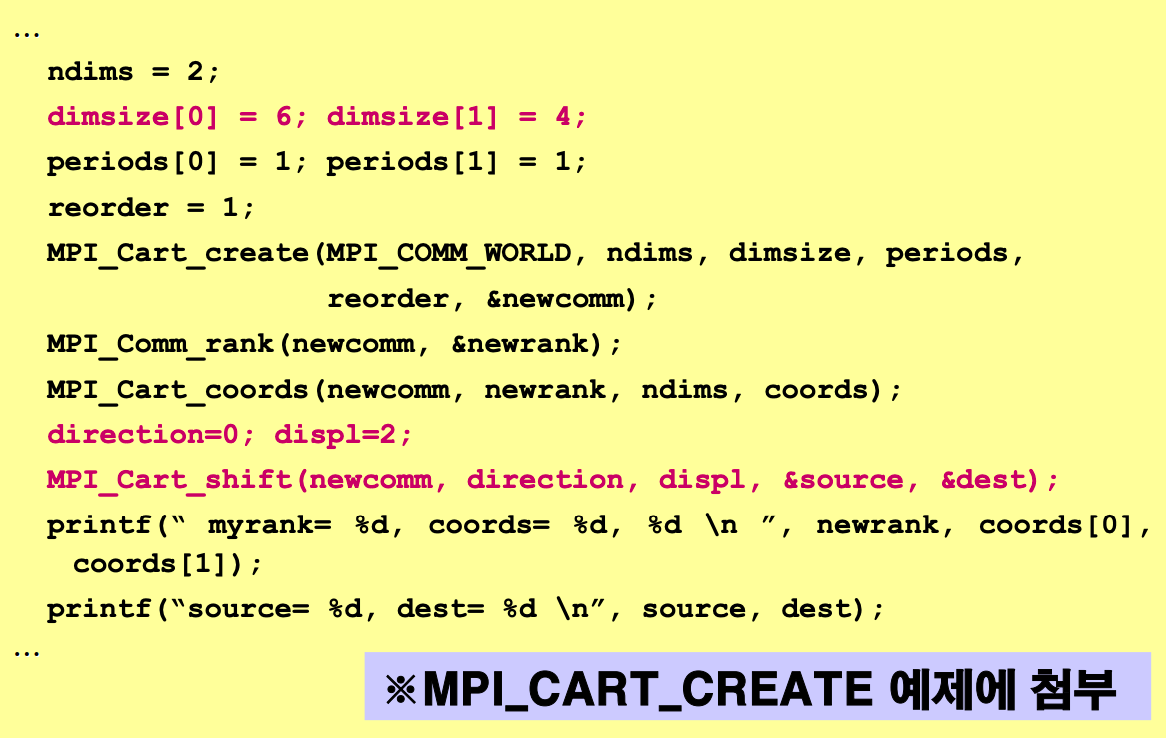 ...
ndims = 2;
dimsize[0] = 6; dimsize[1] = 4;
periods[0] = 1; periods[1] = 1;
reorder = 1;
MPI_Cart_create(MPI_COMM_WORLD, ndims, dimsize, periods,
reorder, &newcomm);
MPI_Comm_rank(newcomm, &newrank);
MPI_Cart_coords(newcomm, newrank, ndims, coords);
direction=0; displ=2;
MPI_Cart_shift(newcomm, direction, displ, &source, &dest);
printf(“ myrank= %d, coords= %d, %d \n ”, newrank, coords[0],
coords[1]);
printf(“source= %d, dest= %d \n”, source, dest);
...
※MPI_CART_CREATE 예제에 첨부